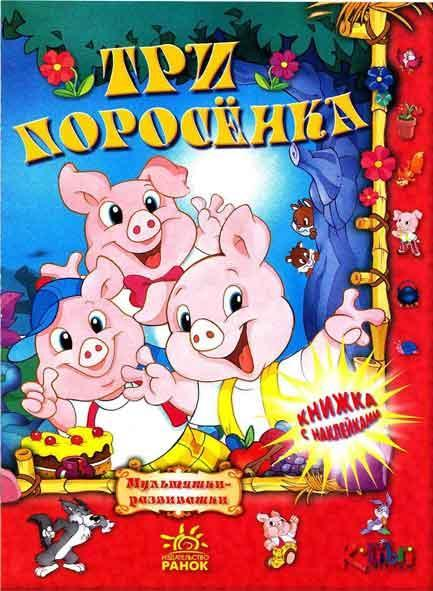 ТРИ
ПОРОСЁНКА
КНИЖКА
С НАКЛЕЙКАМИ
Мультяшки-
развивашки
ИЗДАТЕЛЬСТВО
РАНОК